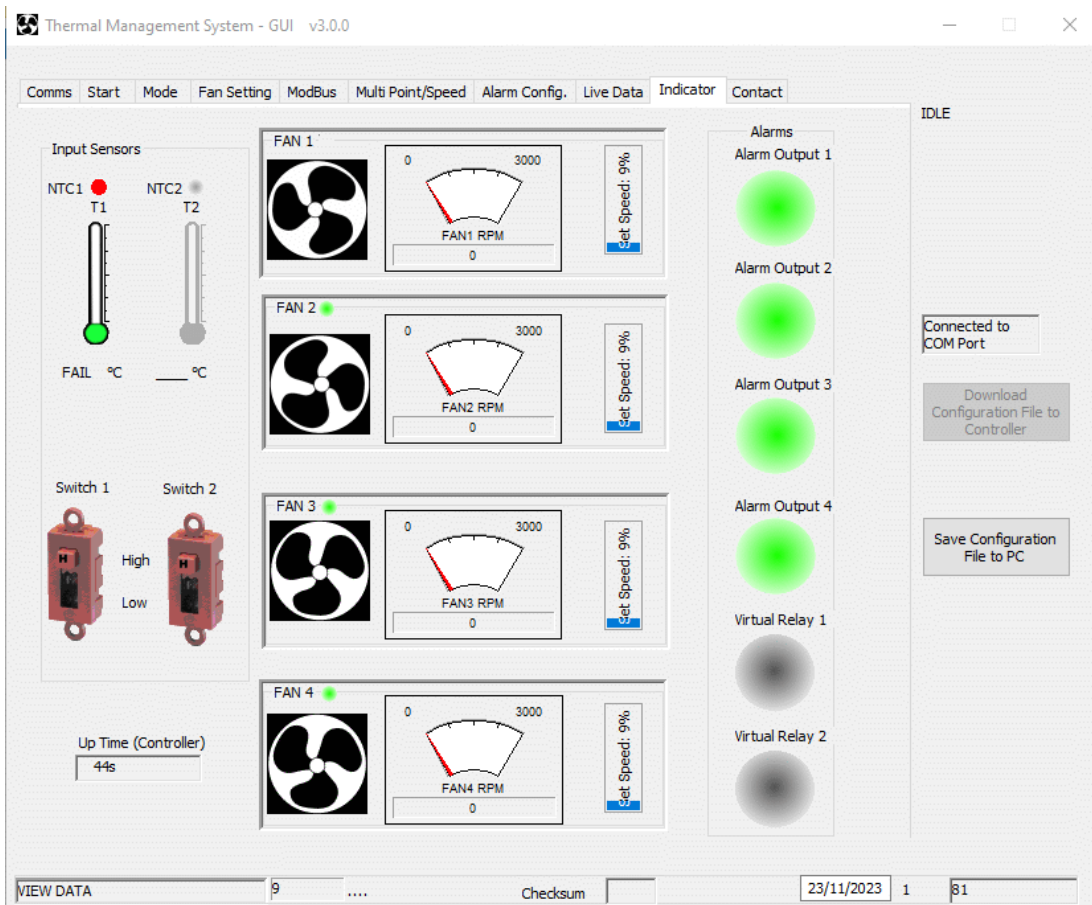 Thermal Management System - GUI v3.0.0
Comms Start Mode Fan Setting ModBus Multi Point/Speed Alarm Config. Live Data Indicator Contact
IDLE
Input Sensors
NTC1 NTC2
T1 T2
FAIL ºC ____ ºC
Switch 1 Switch 2
H H
High
Low
Up Time (Controller)
44s
FAN 1
0 3000
FAN1 RPM
0
Set Speed: 9%
FAN 2
0 3000
FAN2 RPM
0
Set Speed: 9%
FAN 3
0 3000
FAN3 RPM
0
Set Speed: 9%
FAN 4
0 3000
FAN4 RPM
0
Set Speed: 9%
Alarms
Alarm Output 1
Alarm Output 2
Alarm Output 3
Alarm Output 4
Virtual Relay 1
Virtual Relay 2
Connected to
COM Port
Download
Configuration File to
Controller
Save Configuration
File to PC
VIEW DATA 9 .... Checksum 23/11/2023 1 81